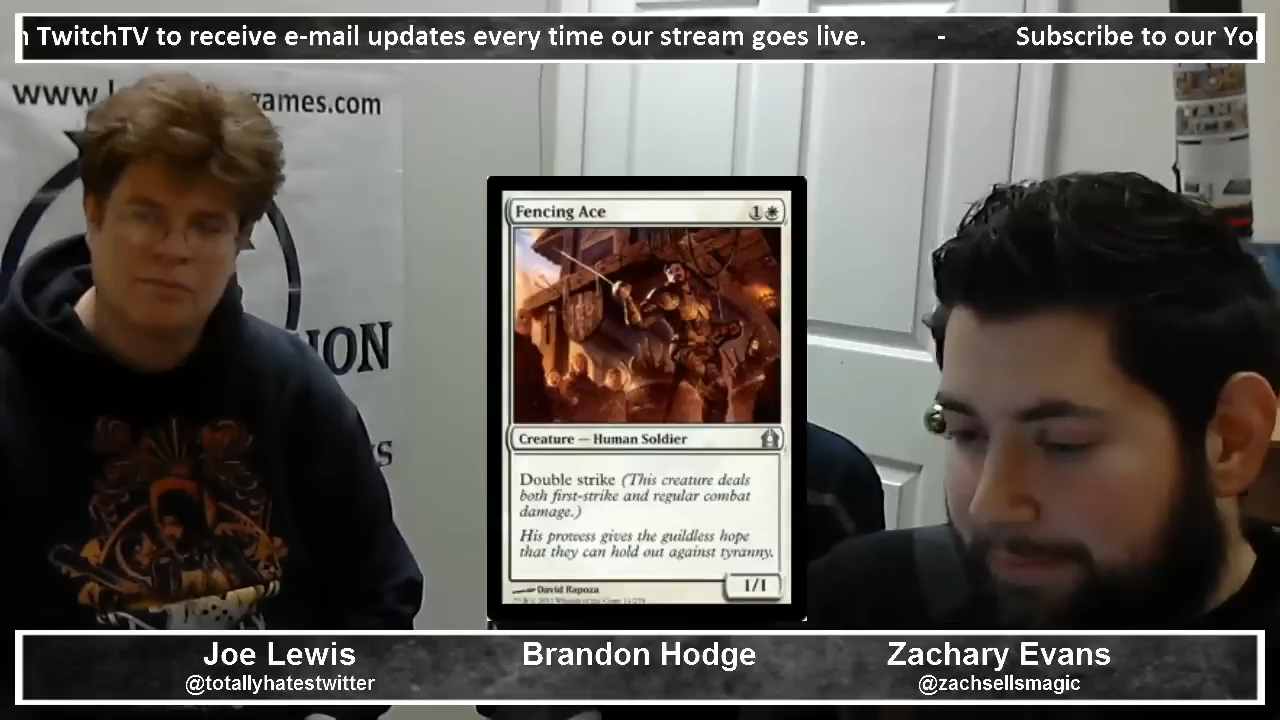 TwitchTV to receive e-mail updates every time our stream goes live. - Subscribe to our
www. games.com
Fencing Ace 1
ION
Creature — Human Soldier
Double strike (This creature deals
both first-strike and regular combat
damage.)
His prowess gives the guildless hope
that they can hold out against tyranny.
David Rapoza
1/1
Joe Lewis Brandon Hodge Zachary Evans
@totallyhatestwitter @zachsellsmagic